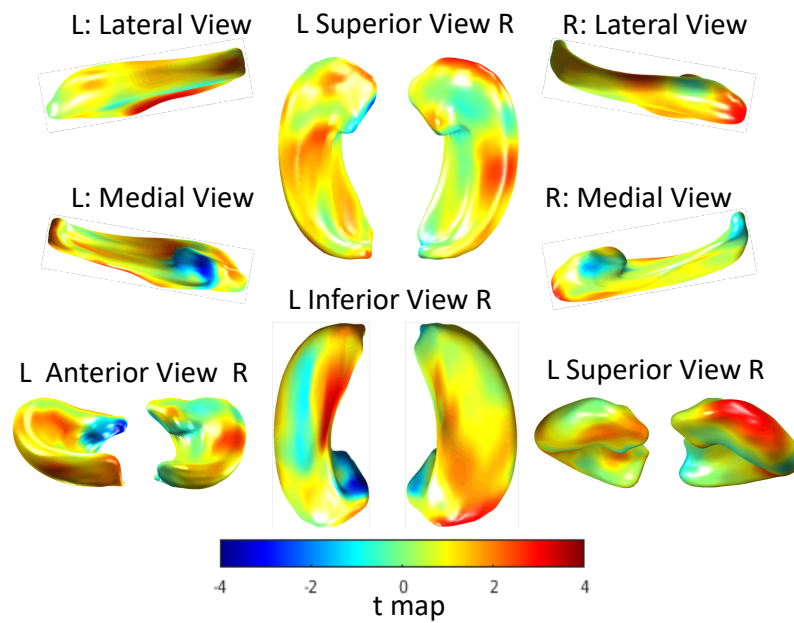 L: Lateral View
L Superior View R
R: Lateral View
L: Medial View
R: Medial View
L Inferior View R
L Anterior View R
L Superior View R
-4 -2 0 2 4
t map